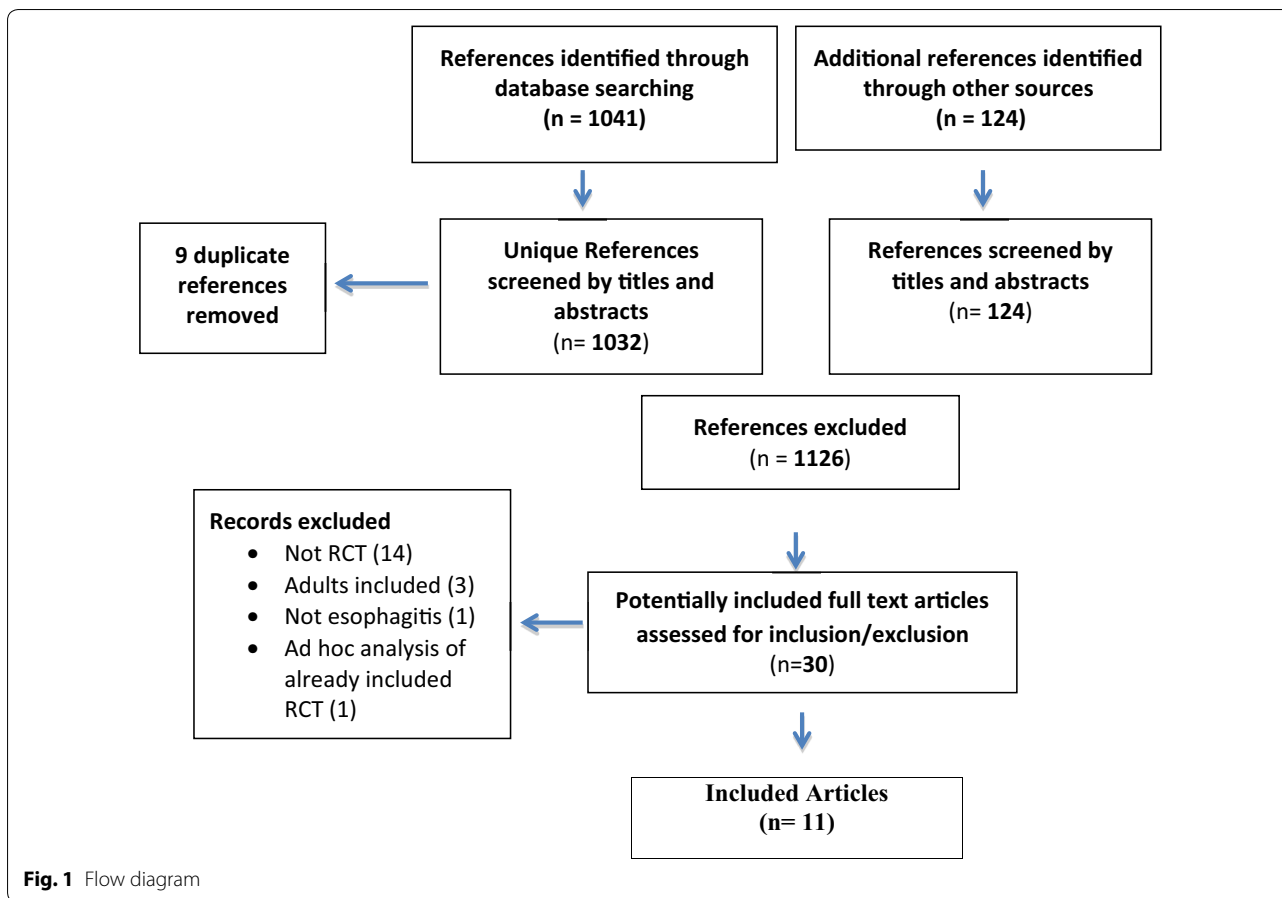 References identified through
database searching
(n = 1041)
Additional references identified
through other sources
(n = 124)
9 duplicate
references
removed
Unique References
screened by titles and
abstracts
(n= 1032)
References screened by
titles and abstracts
(n= 124)
References excluded
(n = 1126)
Records excluded
• Not RCT (14)
• Adults included (3)
• Not esophagitis (1)
• Ad hoc analysis of
already included
RCT (1)
Potentially included full text articles
assessed for inclusion/exclusion
(n=30)
Included Articles
(n= 11)
Fig. 1 Flow diagram